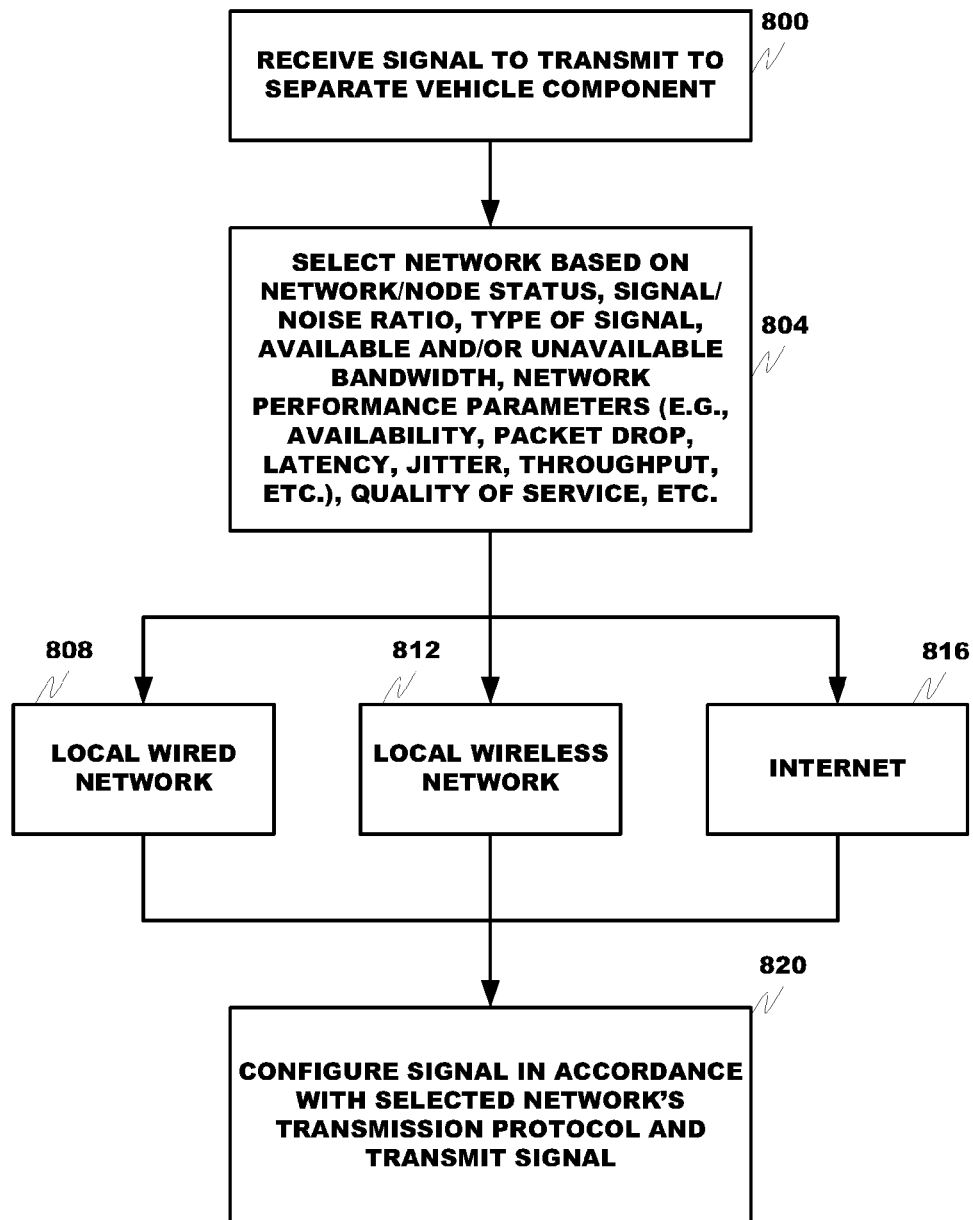 800
RECEIVE SIGNAL TO TRANSMIT TO
SEPARATE VEHICLE COMPONENT
SELECT NETWORK BASED ON
NETWORK/NODE STATUS, SIGNAL/
NOISE RATIO, TYPE OF SIGNAL,
AVAILABLE AND/OR UNAVAILABLE
BANDWIDTH, NETWORK
PERFORMANCE PARAMETERS (E.G.,
AVAILABILITY, PACKET DROP,
LATENCY, JITTER, THROUGHPUT,
ETC.), QUALITY OF SERVICE, ETC.
804
808
LOCAL WIRED
NETWORK
812
LOCAL WIRELESS
NETWORK
816
INTERNET
820
CONFIGURE SIGNAL IN ACCORDANCE
WITH SELECTED NETWORK'S
TRANSMISSION PROTOCOL AND
TRANSMIT SIGNAL